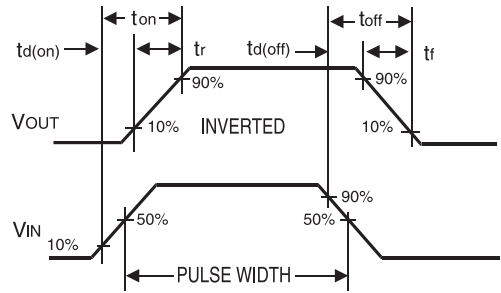 ton toff
td(on) tr td(off) tf
90% 90%
VOUT 10% INVERTED 10%
90%
VIN 50% 50%
10%
PULSE WIDTH